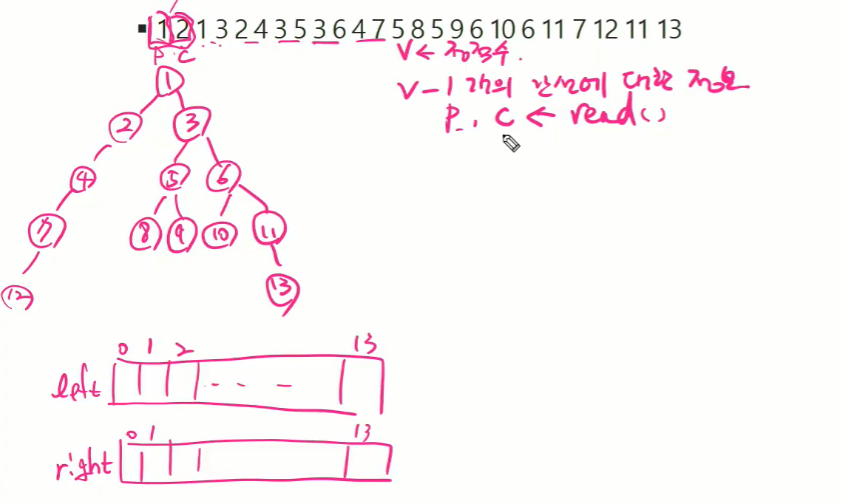 ▪ 1 2 1 3 2 4 3 5 3 6 4 7 5 8 5 9 6 10 6 11 7 12 11 13
P C
V ← 정점수.
V-1개의 간선에 대한 정보
P, C ← read()
1
2 3
4 5 6
7 8 9 10 11
12 13
0 1 2 13
left
0 1 13
right